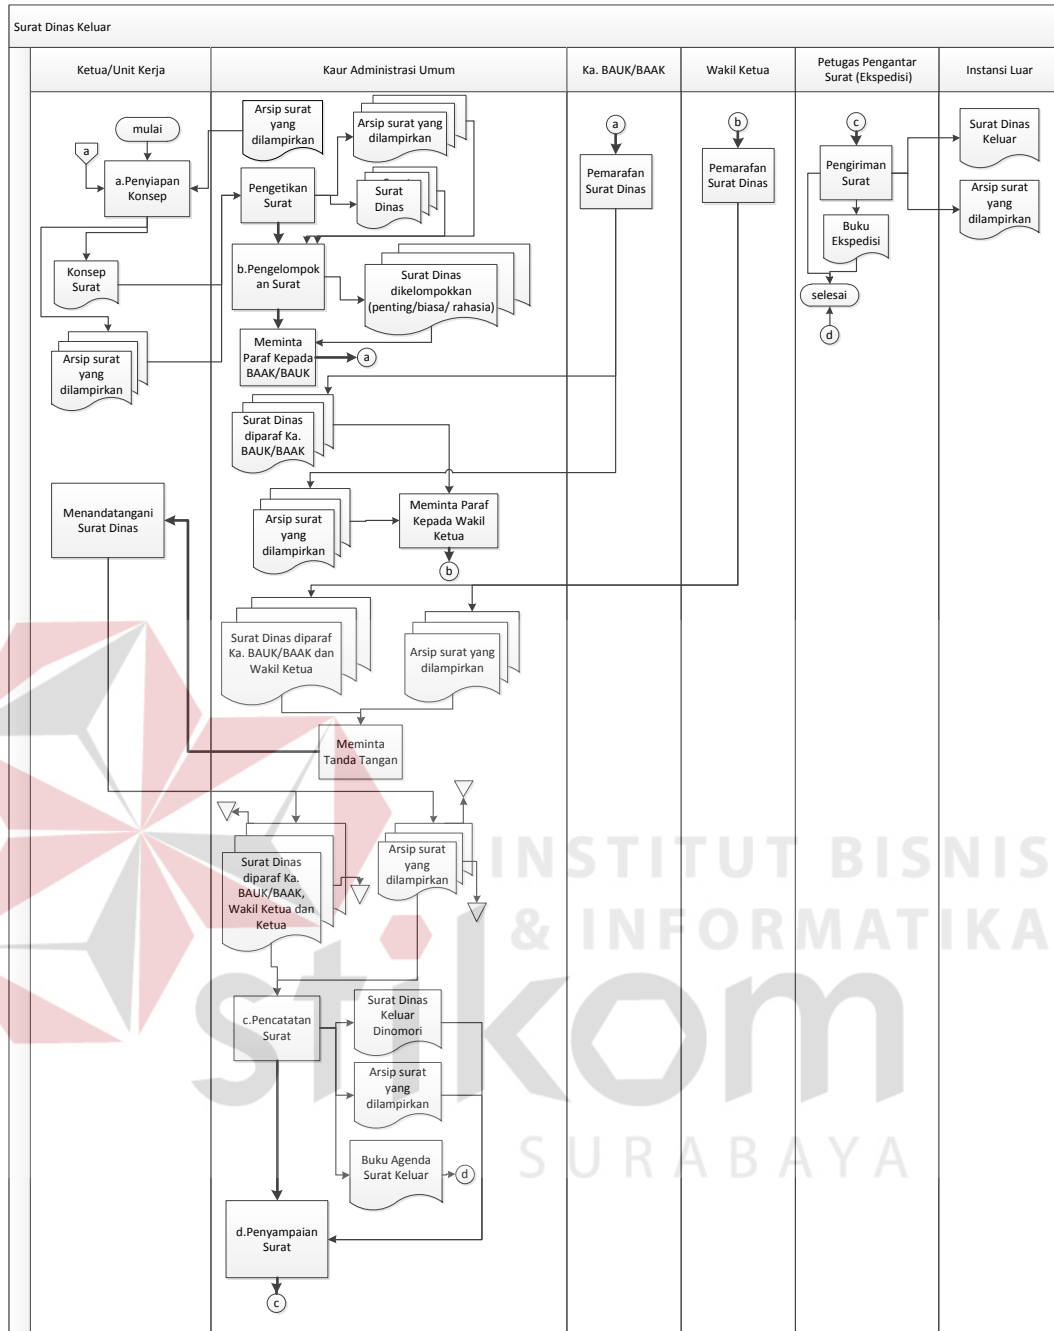 Surat Dinas Keluar
Ketua/Unit Kerja
Kaur Administrasi Umum
Ka. BAUK/BAAK
Wakil Ketua
Petugas Pengantar
Surat (Ekspedisi)
Instansi Luar
mulai
a
a.Penyiapan
Konsep
Konsep
Surat
Arsip surat
yang
dilampirkan
Menandatangani
Surat Dinas
Arsip surat
yang
dilampirkan
Arsip surat yang
dilampirkan
Pengetikan
Surat
Surat
Dinas
b.Pengelompok
an Surat
Surat Dinas
dikelompokkan
(penting/biasa/ rahasia)
Meminta
Paraf Kepada
BAAK/BAUK
a
Surat Dinas
diparaf Ka.
BAUK/BAAK
Arsip surat
yang
dilampirkan
Meminta Paraf
Kepada Wakil
Ketua
b
Surat Dinas diparaf
Ka. BAUK/BAAK dan
Wakil Ketua
Arsip surat yang
dilampirkan
Meminta
Tanda Tangan
Surat Dinas
diparaf Ka.
BAUK/BAAK,
Wakil Ketua dan
Ketua
Arsip surat
yang
dilampirkan
c.Pencatatan
Surat
Surat Dinas
Keluar
Dinomori
Arsip surat
yang
dilampirkan
Buku Agenda
Surat Keluar
d
d.Penyampaian
Surat
c
a
Pemarafan
Surat Dinas
b
Pemarafan
Surat Dinas
c
Pengiriman
Surat
Buku
Ekspedisi
selesai
d
Surat Dinas
Keluar
Arsip surat
yang
dilampirkan
INSTITUT BISNIS
& INFORMATIKA
stikom
SURABAYA